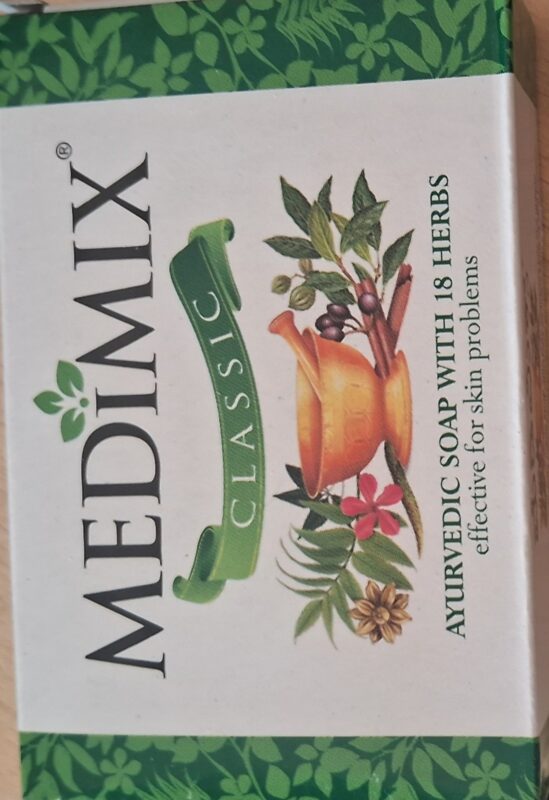 MEDIMIX®
CLASSIC
AYURVEDIC SOAP WITH 18 HERBS
effective for skin problems